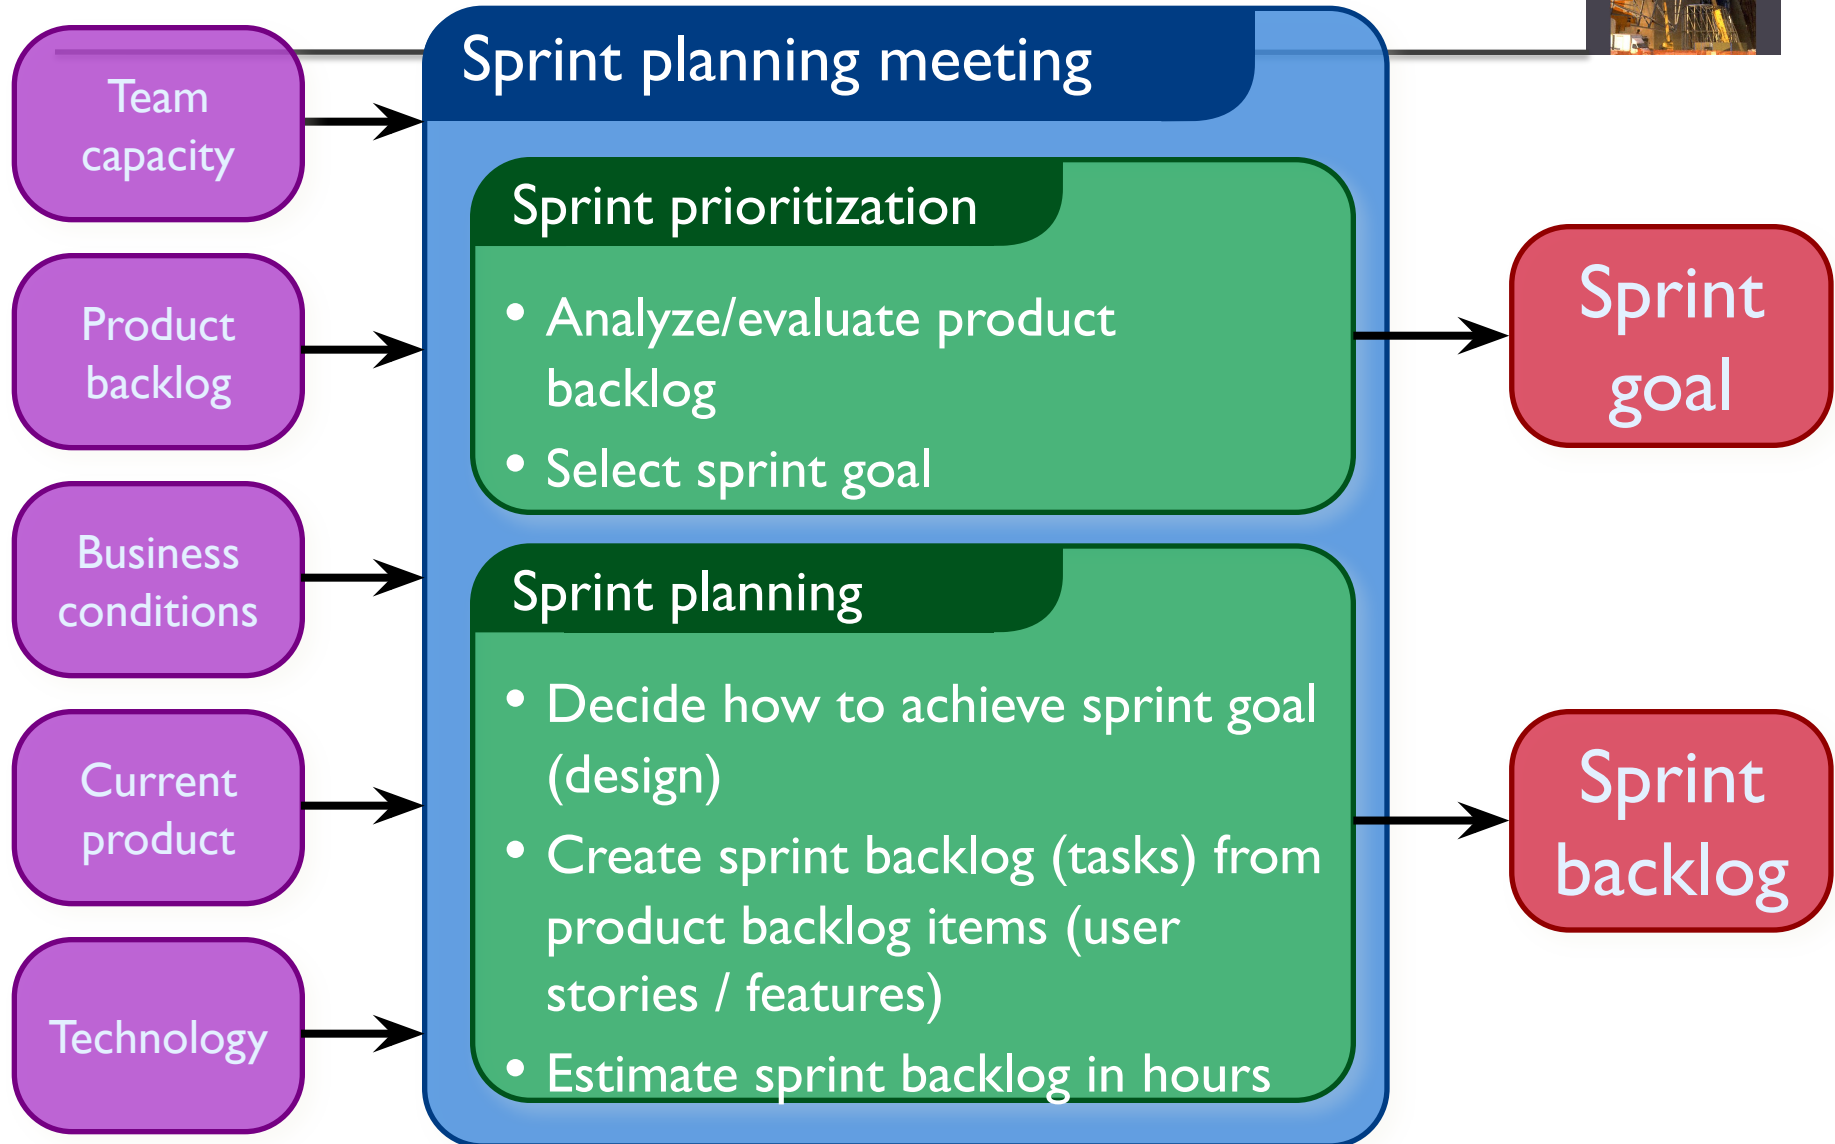 Team
capacity
Product
backlog
Business
conditions
Current
product
Technology
Sprint planning meeting
Sprint prioritization
• Analyze/evaluate product
backlog
• Select sprint goal
Sprint planning
• Decide how to achieve sprint goal
(design)
• Create sprint backlog (tasks) from
product backlog items (user
stories / features)
• Estimate sprint backlog in hours
Sprint
goal
Sprint
backlog